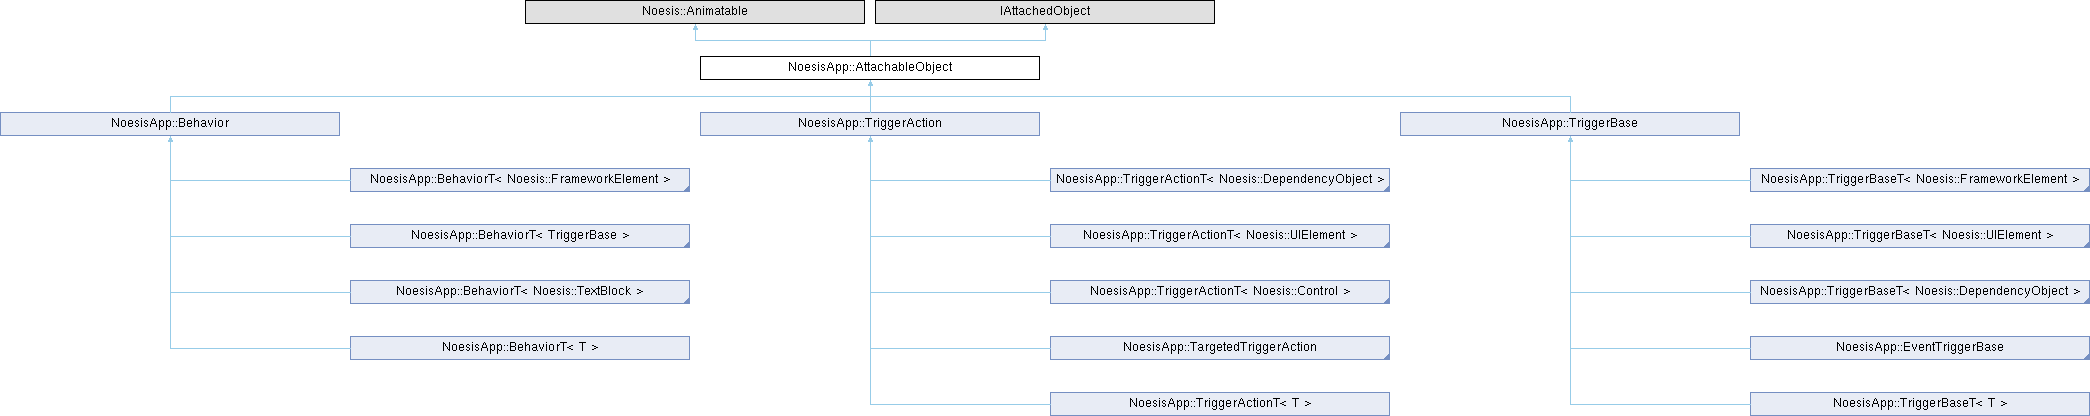 Noesis::Animatable
IAttachedObject
NoesisApp::AttachableObject
NoesisApp::Behavior
NoesisApp::TriggerAction
NoesisApp::TriggerBase
NoesisApp::BehaviorT< Noesis::FrameworkElement >
NoesisApp::TriggerActionT< Noesis::DependencyObject >
NoesisApp::TriggerBaseT< Noesis::FrameworkElement >
NoesisApp::BehaviorT< TriggerBase >
NoesisApp::TriggerActionT< Noesis::UIElement >
NoesisApp::TriggerBaseT< Noesis::UIElement >
NoesisApp::BehaviorT< Noesis::TextBlock >
NoesisApp::TriggerActionT< Noesis::Control >
NoesisApp::TriggerBaseT< Noesis::DependencyObject >
NoesisApp::BehaviorT< T >
NoesisApp::TargetedTriggerAction
NoesisApp::EventTriggerBase
NoesisApp::TriggerActionT< T >
NoesisApp::TriggerBaseT< T >